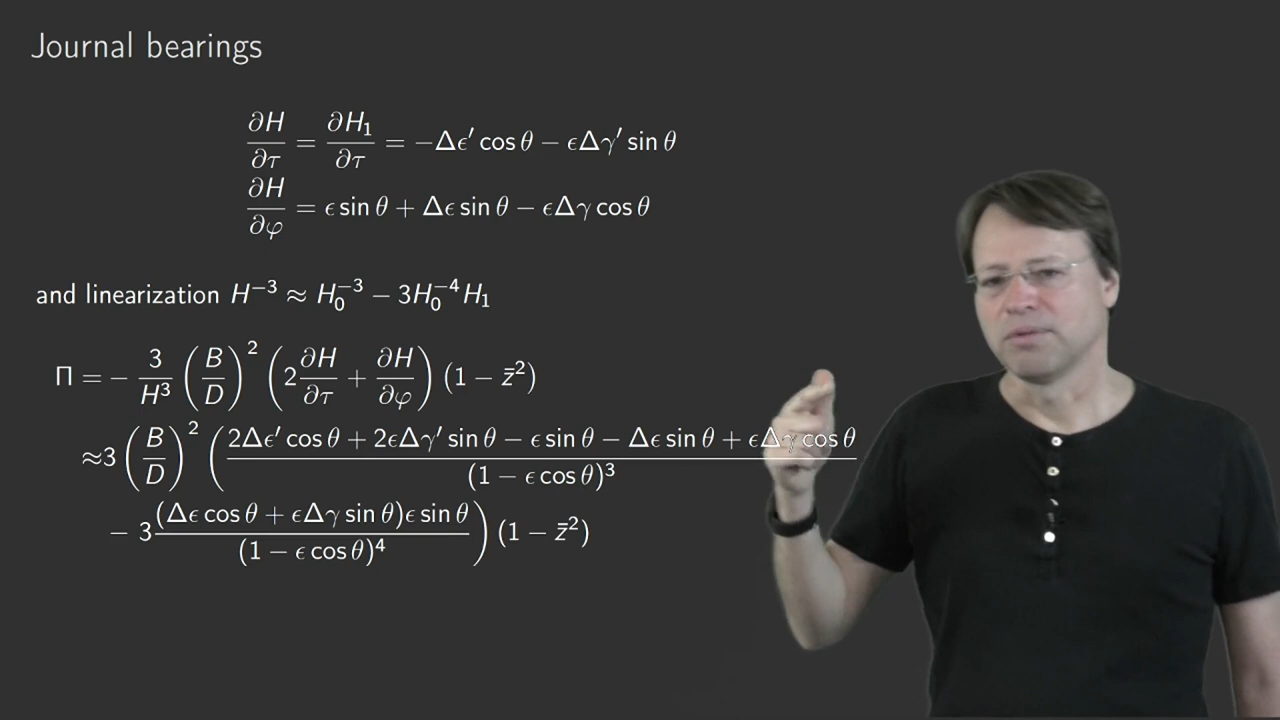 Journal bearings
∂H/∂τ = ∂H₁/∂τ = −Δϵ′ cos θ − ϵΔγ′ sin θ
∂H/∂φ = ϵ sin θ + Δϵ sin θ − ϵΔγ cos θ
and linearization H⁻³ ≈ H₀⁻³ − 3H₀⁻⁴H₁
Π = − 3/H³ (B/D)² (2 ∂H/∂τ + ∂H/∂φ) (1 − z̄²)
≈3 (B/D)² ( (2Δϵ′ cos θ + 2ϵΔγ′ sin θ − ϵ sin θ − Δϵ sin θ + ϵΔγ cos θ)/(1 − ϵ cos θ)³
− 3 (Δϵ cos θ + ϵΔγ sin θ)ϵ sin θ/(1 − ϵ cos θ)⁴ ) (1 − z̄²)